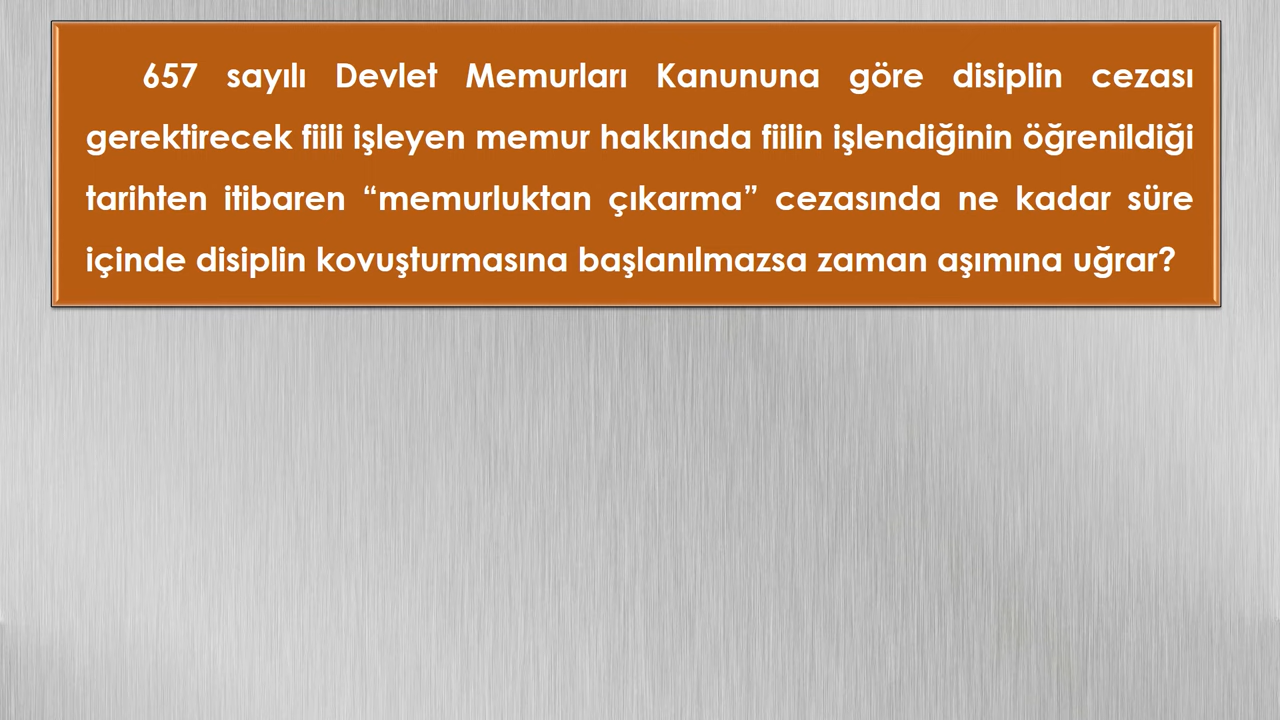 657 sayılı Devlet Memurları Kanununa göre disiplin cezası
gerektirecek fiili işleyen memur hakkında fiilin işlendiğinin öğrenildiği
tarihten itibaren “memurluktan çıkarma” cezasında ne kadar süre
içinde disiplin kovuşturmasına başlanılmazsa zaman aşımına uğrar?